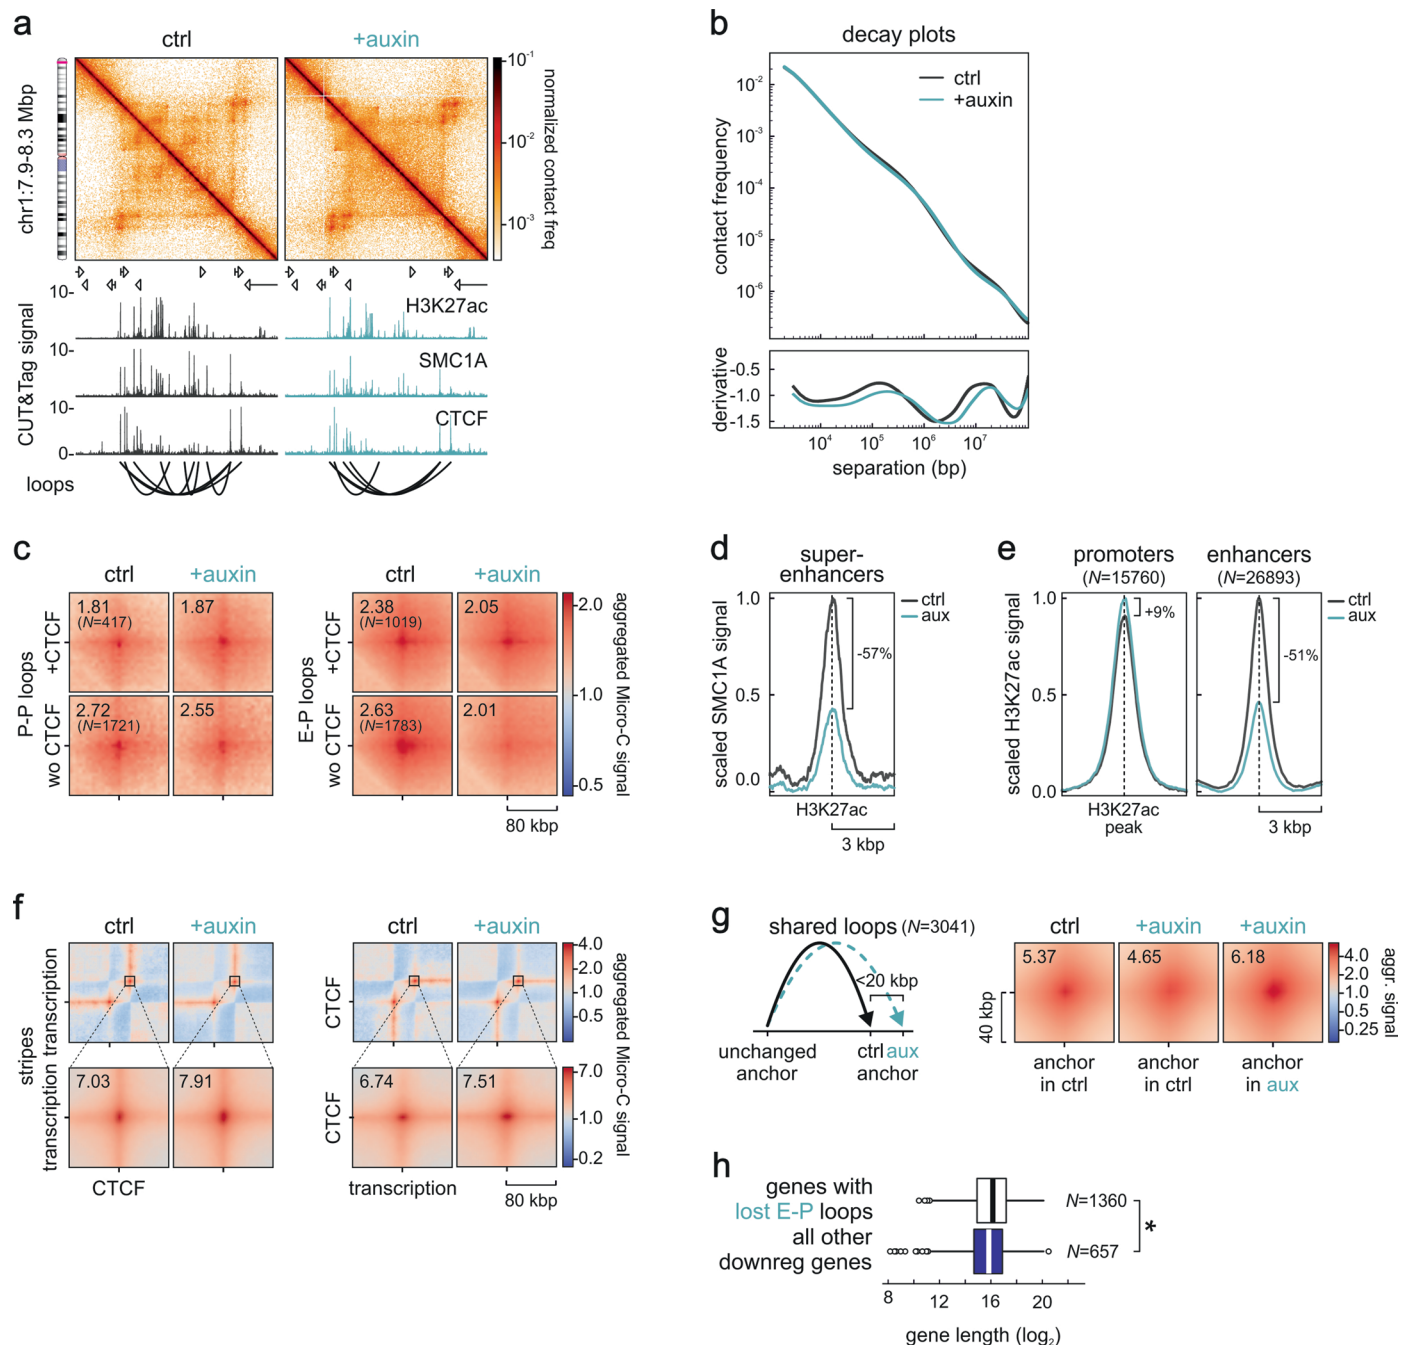 a
ctrl
+auxin
chr1:7.9-8.3 Mbp
10⁻¹
10⁻²
10⁻³
normalized contact freq
CUT&Tag signal
10-
H3K27ac
10-
SMC1A
10-
CTCF
0-
loops
b
decay plots
ctrl
+auxin
contact frequency
10⁻²
10⁻³
10⁻⁴
10⁻⁵
10⁻⁶
derivative
-0.5
-1.0
-1.5
10⁴ 10⁵ 10⁶ 10⁷
separation (bp)
c
ctrl +auxin
P-P loops
+CTCF
wo CTCF
1.81
(N=417)
1.87
2.72
(N=1721)
2.55
ctrl +auxin
E-P loops
+CTCF
wo CTCF
2.38
(N=1019)
2.05
2.63
(N=1783)
2.01
80 kbp
2.0
1.0
0.5
aggregated Micro-C signal
d
super-
enhancers
scaled SMC1A signal
1.0
0.5
0.0
-57%
H3K27ac
3 kbp
e
promoters
(N=15760)
enhancers
(N=26893)
ctrl
aux
ctrl
aux
scaled H3K27ac signal
1.0
0.5
0.0
+9%
-51%
H3K27ac
peak
3 kbp
f
ctrl +auxin
stripes
transcription
transcription
7.03
7.91
CTCF
ctrl +auxin
CTCF
CTCF
6.74
7.51
transcription
80 kbp
4.0
2.0
1.0
0.5
7.0
1.0
0.2
aggregated Micro-C signal
g
shared loops (N=3041)
<20 kbp
unchanged
anchor
ctrl aux
anchor
ctrl
+auxin
+auxin
5.37
4.65
6.18
40 kbp
anchor
in ctrl
anchor
in ctrl
anchor
in aux
4.0
2.0
1.0
0.5
0.25
aggr. signal
h
genes with
lost E-P loops
all other
downreg genes
N=1360
N=657
*
8 12 16 20
gene length (log₂)